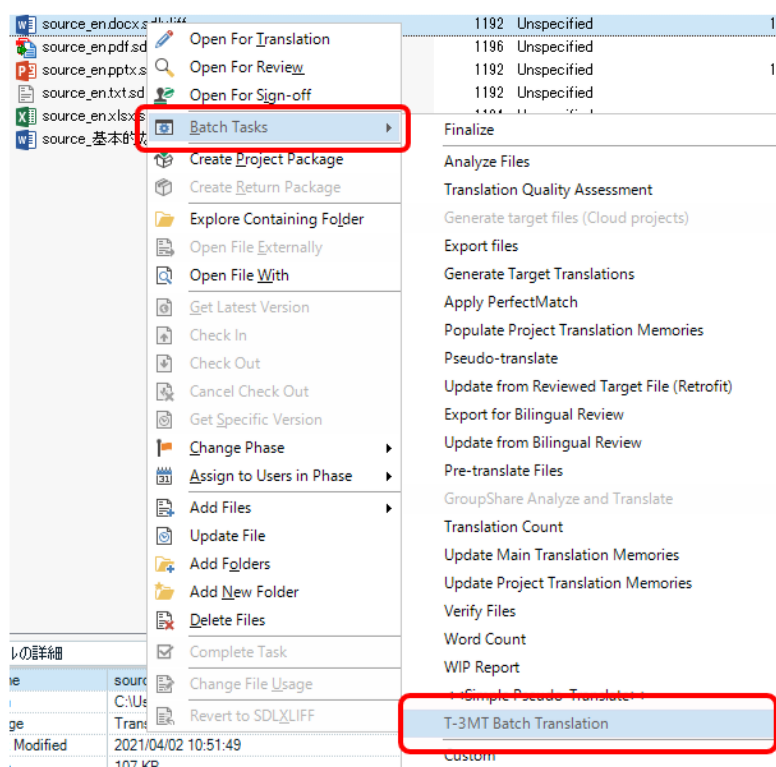 source_en.docx.sdlxliff 1192 Unspecified 1
source_en.pdf.sd 1196 Unspecified
source_en.pptx.s 1192 Unspecified 1
source_en.txt.sd 1192 Unspecified
source_en.xlsx.s
source_基本的な
Open For Translation
Open For Review
Open For Sign-off
Batch Tasks
Create Project Package
Create Return Package
Explore Containing Folder
Open File Externally
Open File With
Get Latest Version
Check In
Check Out
Cancel Check Out
Get Specific Version
Change Phase
Assign to Users in Phase
Add Files
Update File
Add Folders
Add New Folder
Delete Files
Complete Task
Change File Usage
Revert to SDLXLIFF
Finalize
Analyze Files
Translation Quality Assessment
Generate target files (Cloud projects)
Export files
Generate Target Translations
Apply PerfectMatch
Populate Project Translation Memories
Pseudo-translate
Update from Reviewed Target File (Retrofit)
Export for Bilingual Review
Update from Bilingual Review
Pre-translate Files
GroupShare Analyze and Translate
Translation Count
Update Main Translation Memories
Update Project Translation Memories
Verify Files
Word Count
WIP Report
<<Simple Pseudo-Translate>>
T-3MT Batch Translation
Custom
ルの詳細
ne sourc
C:\Us
ge Trans
Modified 2021/04/02 10:51:49
107 KB